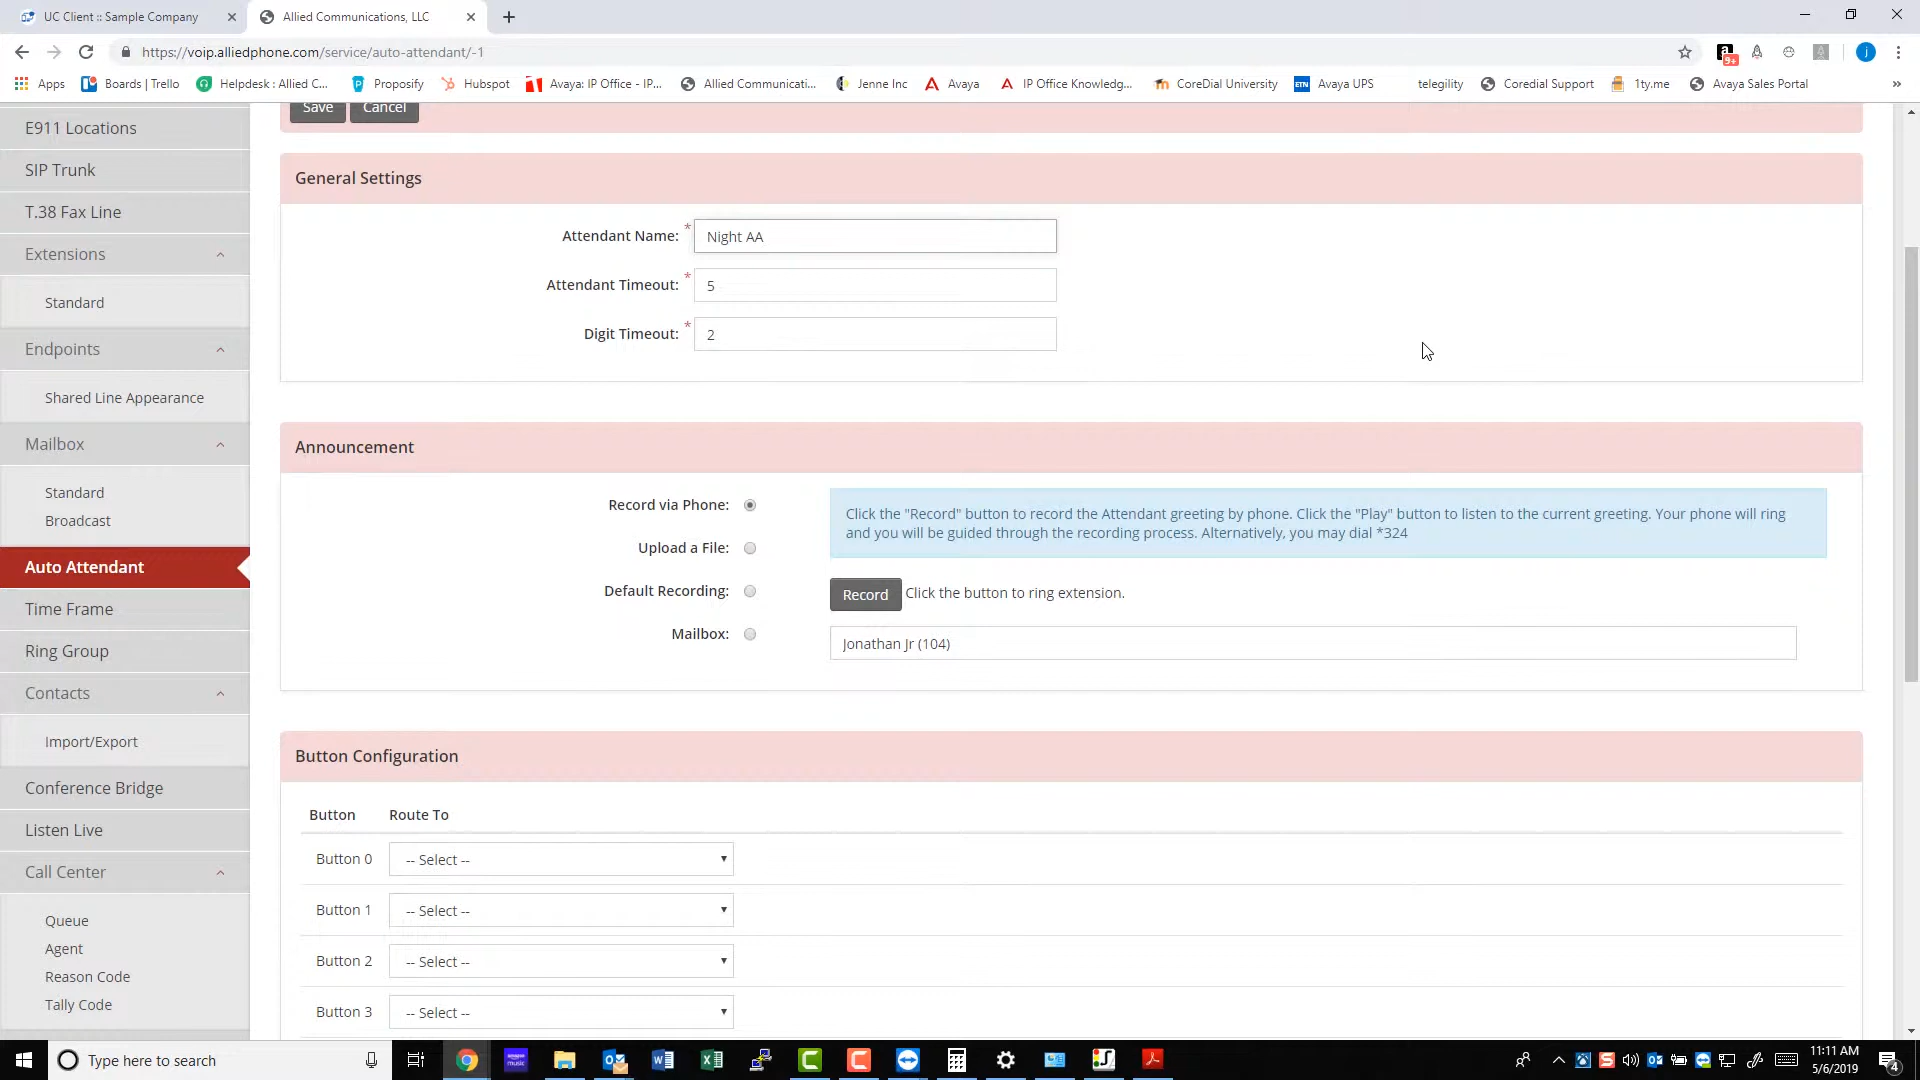 UC Client :: Sample Company
Allied Communications, LLC
https://voip.alliedphone.com/service/auto-attendant/-1
a
9+
j
Apps
Boards | Trello
Helpdesk : Allied C...
Proposify
Hubspot
Avaya: IP Office - IP...
Allied Communicati...
Jenne Inc
Avaya
IP Office Knowledg...
CoreDial University
ETN
Avaya UPS
telegility
Coredial Support
1ty.me
Avaya Sales Portal
»
Save
Cancel
E911 Locations
SIP Trunk
T.38 Fax Line
Extensions
Standard
Endpoints
Shared Line Appearance
Mailbox
Standard
Broadcast
Auto Attendant
Time Frame
Ring Group
Contacts
Import/Export
Conference Bridge
Listen Live
Call Center
Queue
Agent
Reason Code
Tally Code
General Settings
Attendant Name: * Night AA
Attendant Timeout: * 5
Digit Timeout: * 2
Announcement
Record via Phone:
Upload a File:
Default Recording:
Mailbox:
Click the "Record" button to record the Attendant greeting by phone. Click the "Play" button to listen to the current greeting. Your phone will ring
and you will be guided through the recording process. Alternatively, you may dial *324
Record Click the button to ring extension.
Jonathan Jr (104)
Button Configuration
Button Route To
Button 0 -- Select --
Button 1 -- Select --
Button 2 -- Select --
Button 3 -- Select --
Type here to search
music
11:11 AM
5/6/2019
4